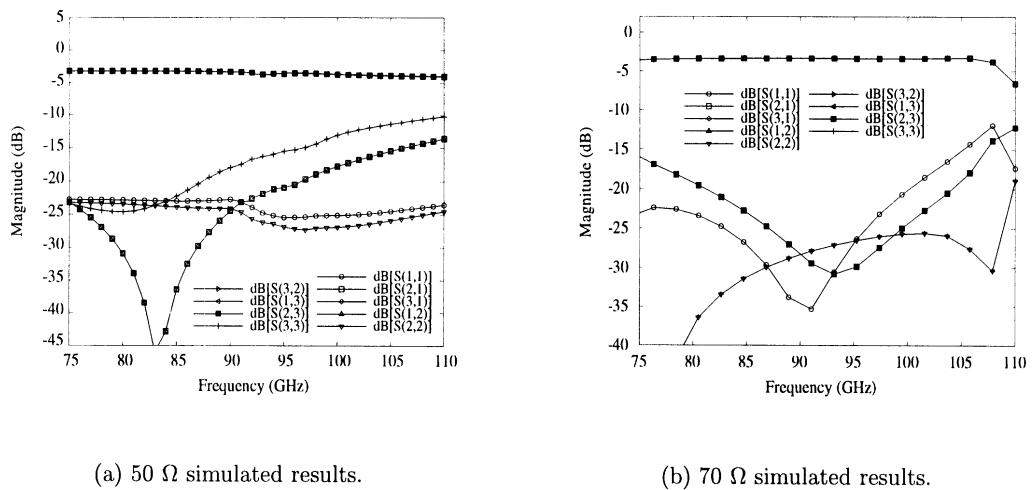 5
0
-5
-10
-15
-20
-25
-30
-35
-40
-45
Magnitude (dB)
75 80 85 90 95 100 105 110
Frequency (GHz)
dB[S(3,2)]
dB[S(1,3)]
dB[S(2,3)]
dB[S(3,3)]
dB[S(1,1)]
dB[S(2,1)]
dB[S(3,1)]
dB[S(1,2)]
dB[S(2,2)]
(a) 50 Ω simulated results.
0
-5
-10
-15
-20
-25
-30
-35
-40
Magnitude (dB)
75 80 85 90 95 100 105 110
Frequency (GHz)
dB[S(1,1)]
dB[S(2,1)]
dB[S(3,1)]
dB[S(1,2)]
dB[S(2,2)]
dB[S(3,2)]
dB[S(1,3)]
dB[S(2,3)]
dB[S(3,3)]
(b) 70 Ω simulated results.